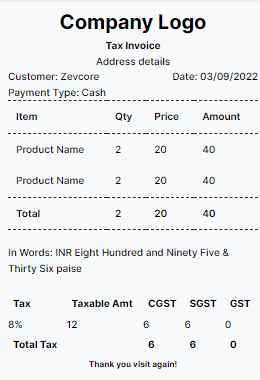 Company Logo
Tax Invoice
Address details
Customer: Zevcore Date: 03/09/2022
Payment Type: Cash
Item Qty Price Amount
Product Name 2 20 40
Product Name 2 20 40
Total 2 20 40
In Words: INR Eight Hundred and Ninety Five &
Thirty Six paise
Tax Taxable Amt CGST SGST GST
8% 12 6 6 0
Total Tax 6 6 0
Thank you visit again!